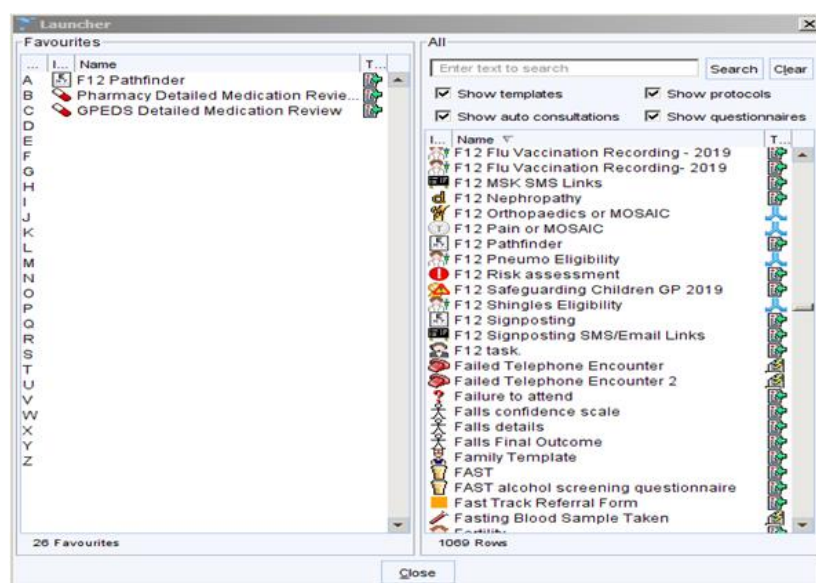 Launcher
Favourites
... I... Name T...
A F12 Pathfinder
B Pharmacy Detailed Medication Revie...
C GPEDS Detailed Medication Review
D
E
F
G
H
I
J
K
L
M
N
O
P
Q
R
S
T
U
V
W
X
Y
Z
26 Favourites
All
Enter text to search Search Clear
Show templates Show protocols
Show auto consultations Show questionnaires
I... Name T...
F12 Flu Vaccination Recording - 2019
F12 Flu Vaccination Recording- 2019
F12 MSK SMS Links
F12 Nephropathy
F12 Orthopaedics or MOSAIC
F12 Pain or MOSAIC
F12 Pathfinder
F12 Pneumo Eligibility
F12 Risk assessment
F12 Safeguarding Children GP 2019
F12 Shingles Eligibility
F12 Signposting
F12 Signposting SMS/Email Links
F12 task.
Failed Telephone Encounter
Failed Telephone Encounter 2
Failure to attend
Falls confidence scale
Falls details
Falls Final Outcome
Family Template
FAST
FAST alcohol screening questionnaire
Fast Track Referral Form
Fasting Blood Sample Taken
Fertility
1069 Rows
Close